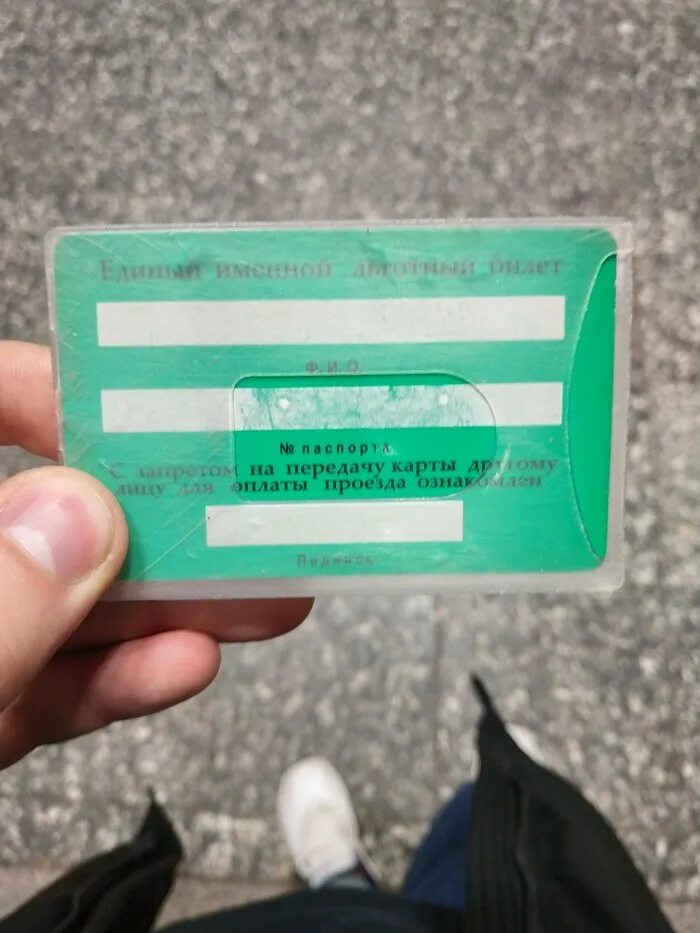 Единый именной льготный билет
Ф.И.О.
№ паспорта
С запретом на передачу карты другому
лицу для оплаты проезда ознакомлен
Подпись